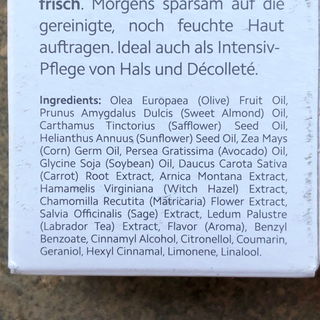 frisch. Morgens sparsam auf die
gereinigte, noch feuchte Haut
auftragen. Ideal auch als Intensiv-
Pflege von Hals und Décolleté.
Ingredients: Olea Europaea (Olive) Fruit Oil,
Prunus Amygdalus Dulcis (Sweet Almond) Oil,
Carthamus Tinctorius (Safflower) Seed Oil,
Helianthus Annuus (Sunflower) Seed Oil, Zea Mays
(Corn) Germ Oil, Persea Gratissima (Avocado) Oil,
Glycine Soja (Soybean) Oil, Daucus Carota Sativa
(Carrot) Root Extract, Arnica Montana Extract,
Hamamelis Virginiana (Witch Hazel) Extract,
Chamomilla Recutita (Matricaria) Flower Extract,
Salvia Officinalis (Sage) Extract, Ledum Palustre
(Labrador Tea) Extract, Flavor (Aroma), Benzyl
Benzoate, Cinnamyl Alcohol, Citronellol, Coumarin,
Geraniol, Hexyl Cinnamal, Limonene, Linalool.